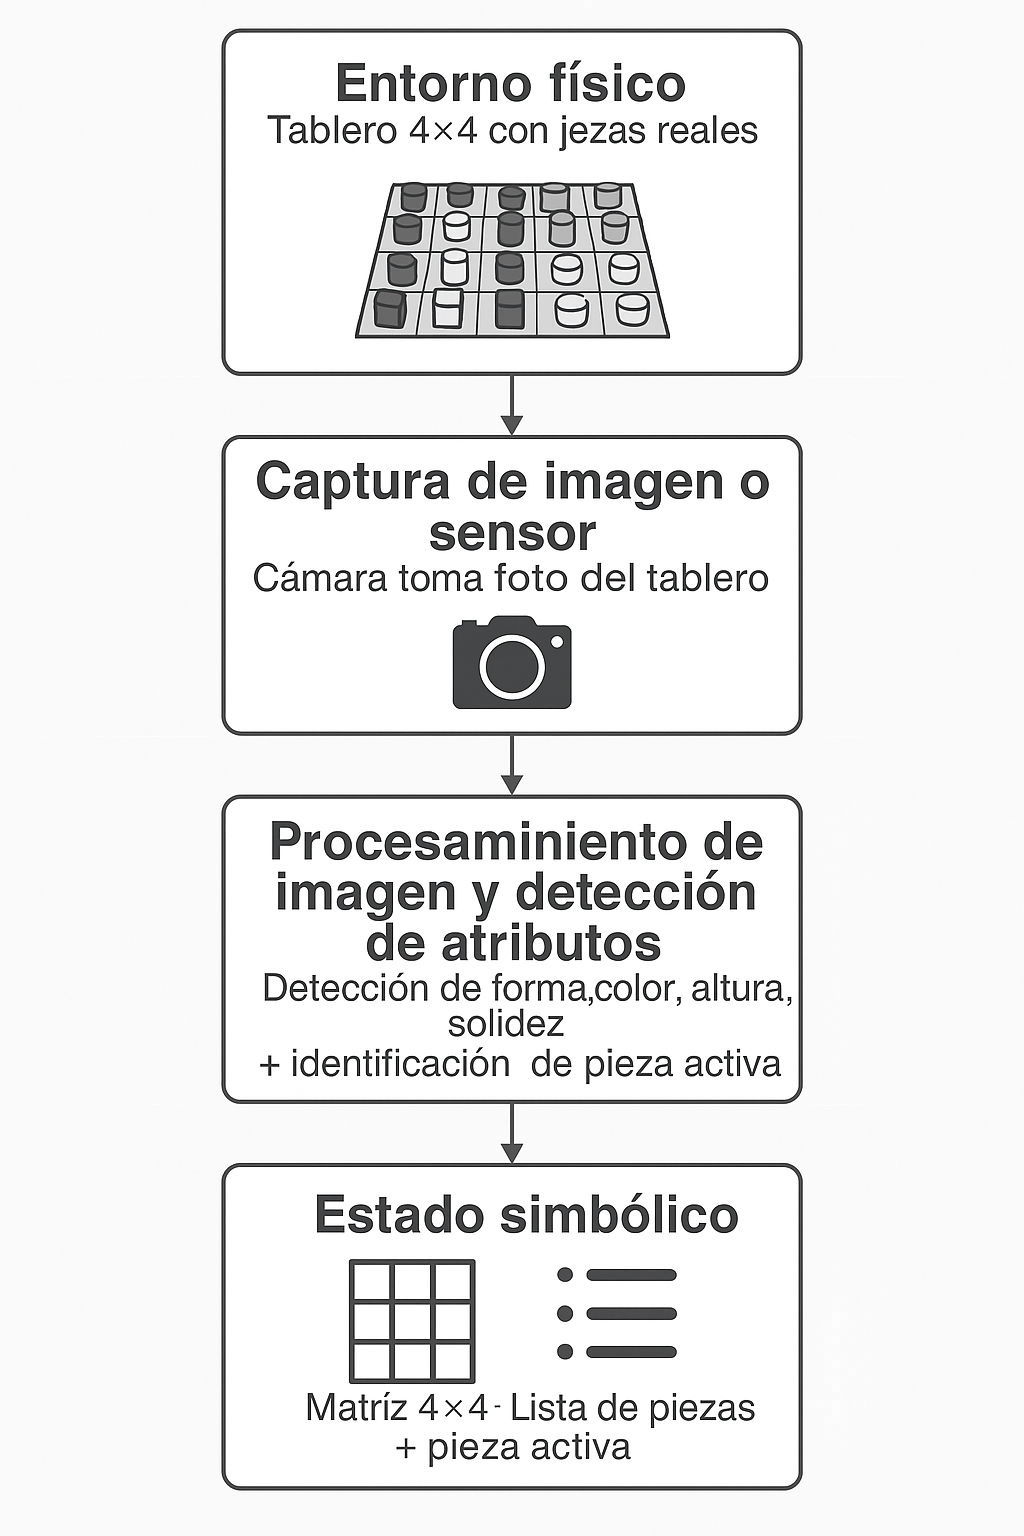 Entorno físico
Tablero 4×4 con jezas reales
Captura de imagen o
sensor
Cámara toma foto del tablero
Procesaminiento de
imagen y detección
de atributos
Detección de forma,color, altura,
solidez
+ identificación de pieza activa
Estado simbólico
Matríz 4×4- Lista de piezas
+ pieza activa